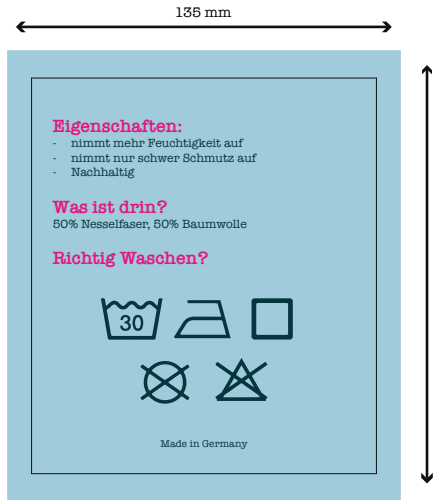 135 mm
Eigenschaften:
- nimmt mehr Feuchtigkeit auf
- nimmt nur schwer Schmutz auf
- Nachhaltig
Was ist drin?
50% Nesselfaser, 50% Baumwolle
Richtig Waschen?
30
Made in Germany